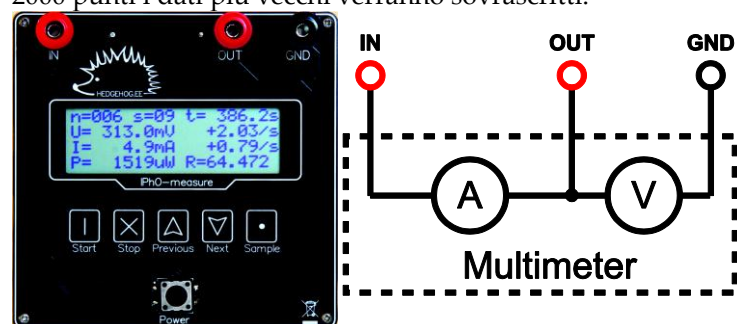 2000 punti i dati più vecchi verranno sovrascritti.
IN OUT GND
HEDGEHOG.EE
n=006 s=09 t= 386.2s
U= 313.0mV +2.03/s
I= 4.9mA +0.79/s
P= 1519uW R=64.472
IPhO-measure
Start Stop Previous Next Sample
Power
IN OUT GND
A V
Multimeter